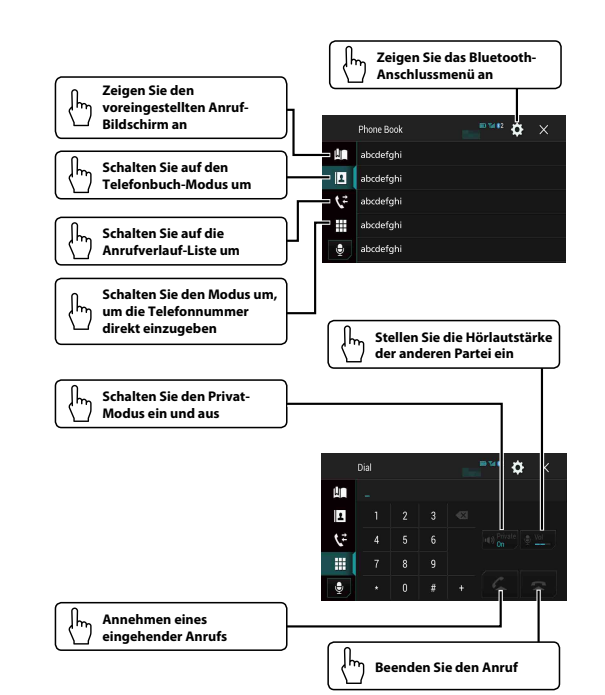 Zeigen Sie das Bluetooth-
Anschlussmenü an
Zeigen Sie den
voreingestellten Anruf-
Bildschirm an
Schalten Sie auf den
Telefonbuch-Modus um
Schalten Sie auf die
Anrufverlauf-Liste um
Schalten Sie den Modus um,
um die Telefonnummer
direkt einzugeben
Phone Book
abcdefghi
abcdefghi
abcdefghi
abcdefghi
abcdefghi
Stellen Sie die Hörlautstärke
der anderen Partei ein
Schalten Sie den Privat-
Modus ein und aus
Dial
_
1 2 3
4 5 6
7 8 9
* 0 # +
Private
On
Vol
Annehmen eines
eingehender Anrufs
Beenden Sie den Anruf